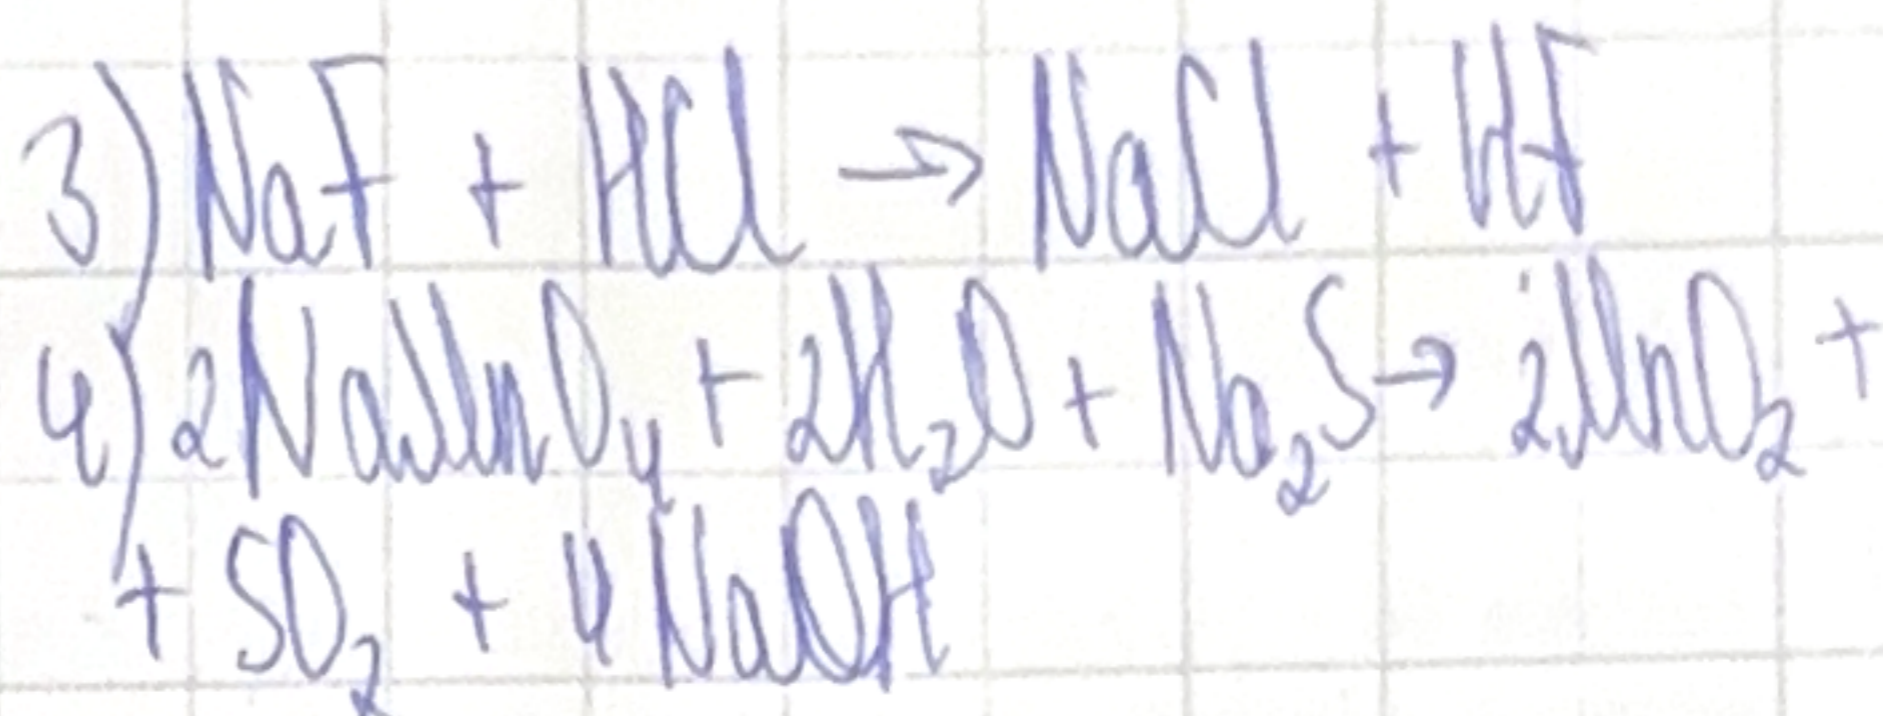 3) NaF + HCl → NaCl + HF
4) 2NaMnO₄ + 2H₂O + Na₂S → 2MnO₂ +
+ SO₂ + 4NaOH